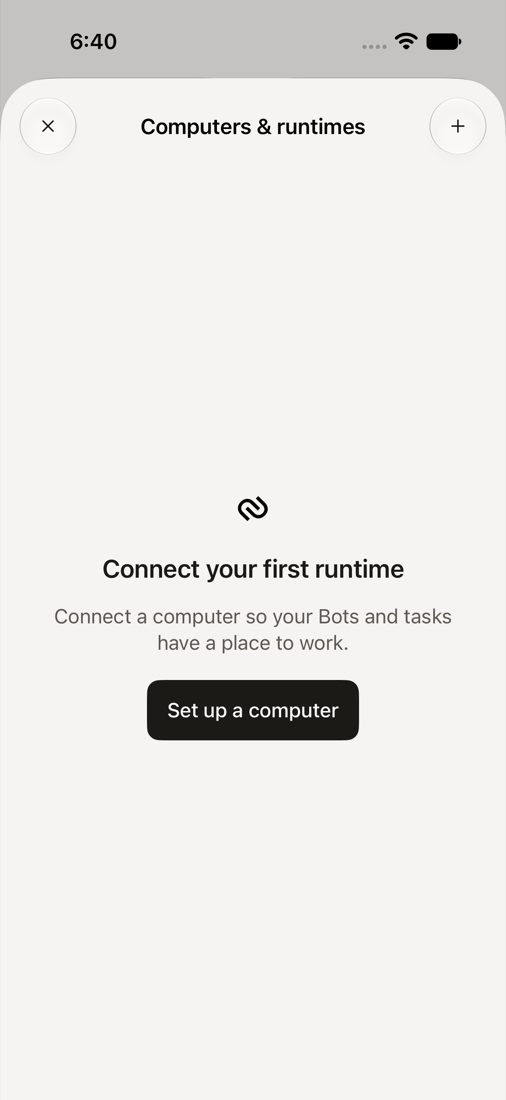 6:40
Computers & runtimes
Connect your first runtime
Connect a computer so your Bots and tasks
have a place to work.
Set up a computer